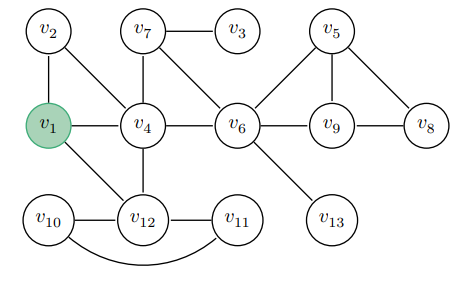 v₂ v₇ v₃ v₅
v₁ v₄ v₆ v₉ v₈
v₁₀ v₁₂ v₁₁ v₁₃